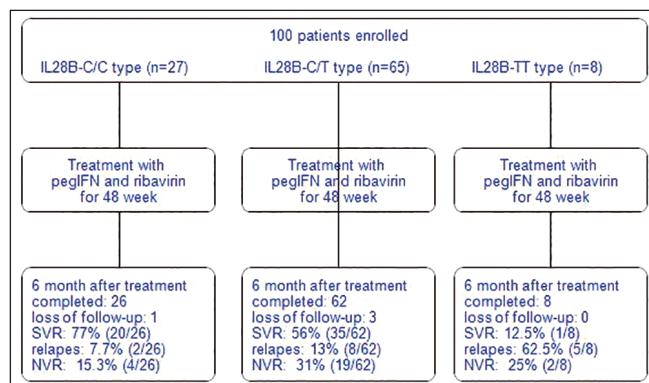 100 patients enrolled
IL28B-C/C type (n=27) IL28B-C/T type (n=65) IL28B-TT type (n=8)
Treatment with
pegIFN and ribavirin
for 48 week
Treatment with
pegIFN and ribavirin
for 48 week
Treatment with
pegIFN and ribavirin
for 48 week
6 month after treatment
completed: 26
loss of follow-up: 1
SVR: 77% (20/26)
relapes: 7.7% (2/26)
NVR: 15.3% (4/26)
6 month after treatment
completed: 62
loss of follow-up: 3
SVR: 56% (35/62)
relapes: 13% (8/62)
NVR: 31% (19/62)
6 month after treatment
completed: 8
loss of follow-up: 0
SVR: 12.5% (1/8)
relapes: 62.5% (5/8)
NVR: 25% (2/8)